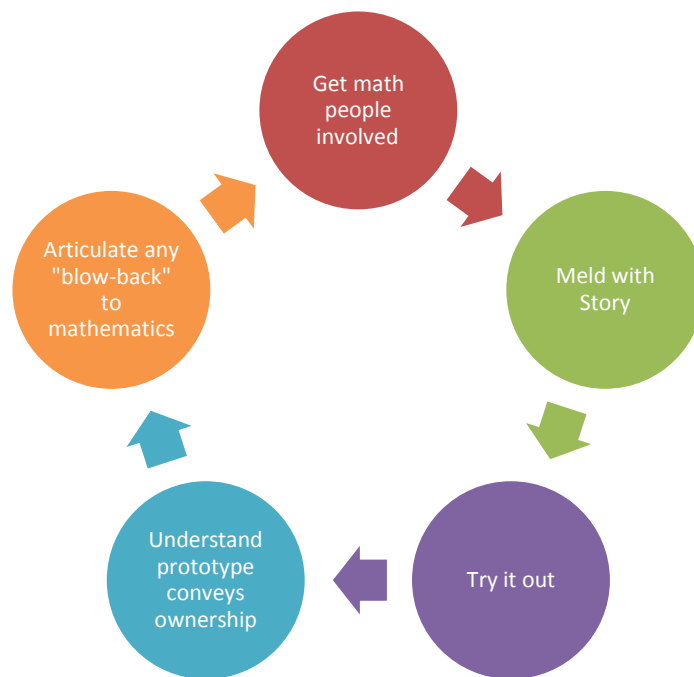 Get math
people
involved
Meld with
Story
Try it out
Understand
prototype
conveys
ownership
Articulate any
"blow-back"
to
mathematics